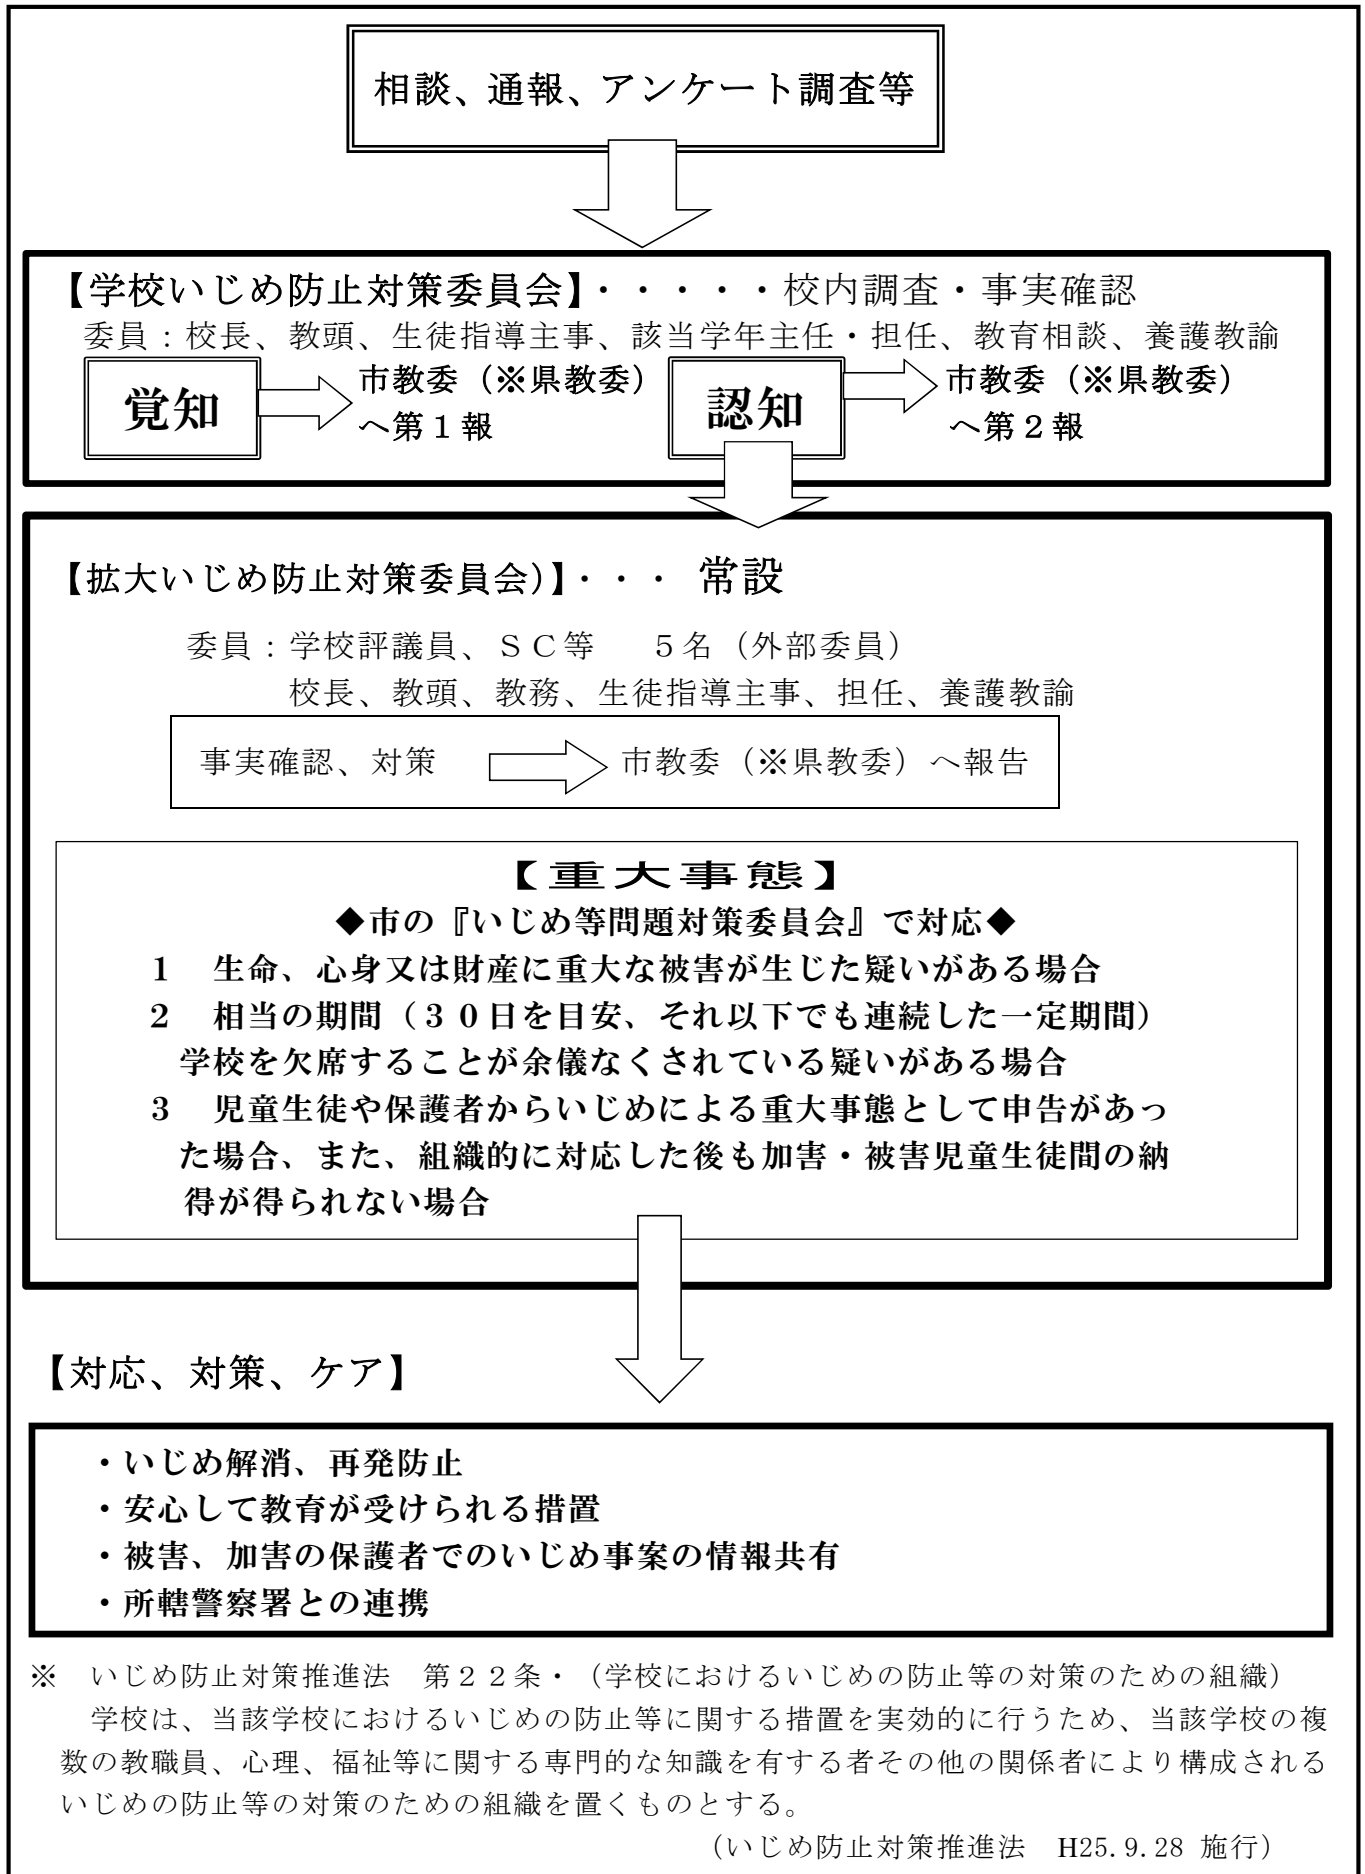 相談、通報、アンケート調査等
【学校いじめ防止対策委員会】・・・・・校内調査・事実確認
委員：校長、教頭、生徒指導主事、該当学年主任・担任、教育相談、養護教諭
覚知
市教委（※県教委）
へ第１報
認知
市教委（※県教委）
へ第２報
【拡大いじめ防止対策委員会）】・・・ 常設
委員：学校評議員、ＳＣ等　５名（外部委員）
校長、教頭、教務、生徒指導主事、担任、養護教諭
事実確認、対策
市教委（※県教委）へ報告
【重大事態】
◆市の『いじめ等問題対策委員会』で対応◆
１　生命、心身又は財産に重大な被害が生じた疑いがある場合
２　相当の期間（３０日を目安、それ以下でも連続した一定期間）
学校を欠席することが余儀なくされている疑いがある場合
３　児童生徒や保護者からいじめによる重大事態として申告があっ
た場合、また、組織的に対応した後も加害・被害児童生徒間の納
得が得られない場合
【対応、対策、ケア】
・いじめ解消、再発防止
・安心して教育が受けられる措置
・被害、加害の保護者でのいじめ事案の情報共有
・所轄警察署との連携
※　いじめ防止対策推進法　第２２条・（学校におけるいじめの防止等の対策のための組織）
学校は、当該学校におけるいじめの防止等に関する措置を実効的に行うため、当該学校の複
数の教職員、心理、福祉等に関する専門的な知識を有する者その他の関係者により構成される
いじめの防止等の対策のための組織を置くものとする。
（いじめ防止対策推進法　H25.9.28 施行）